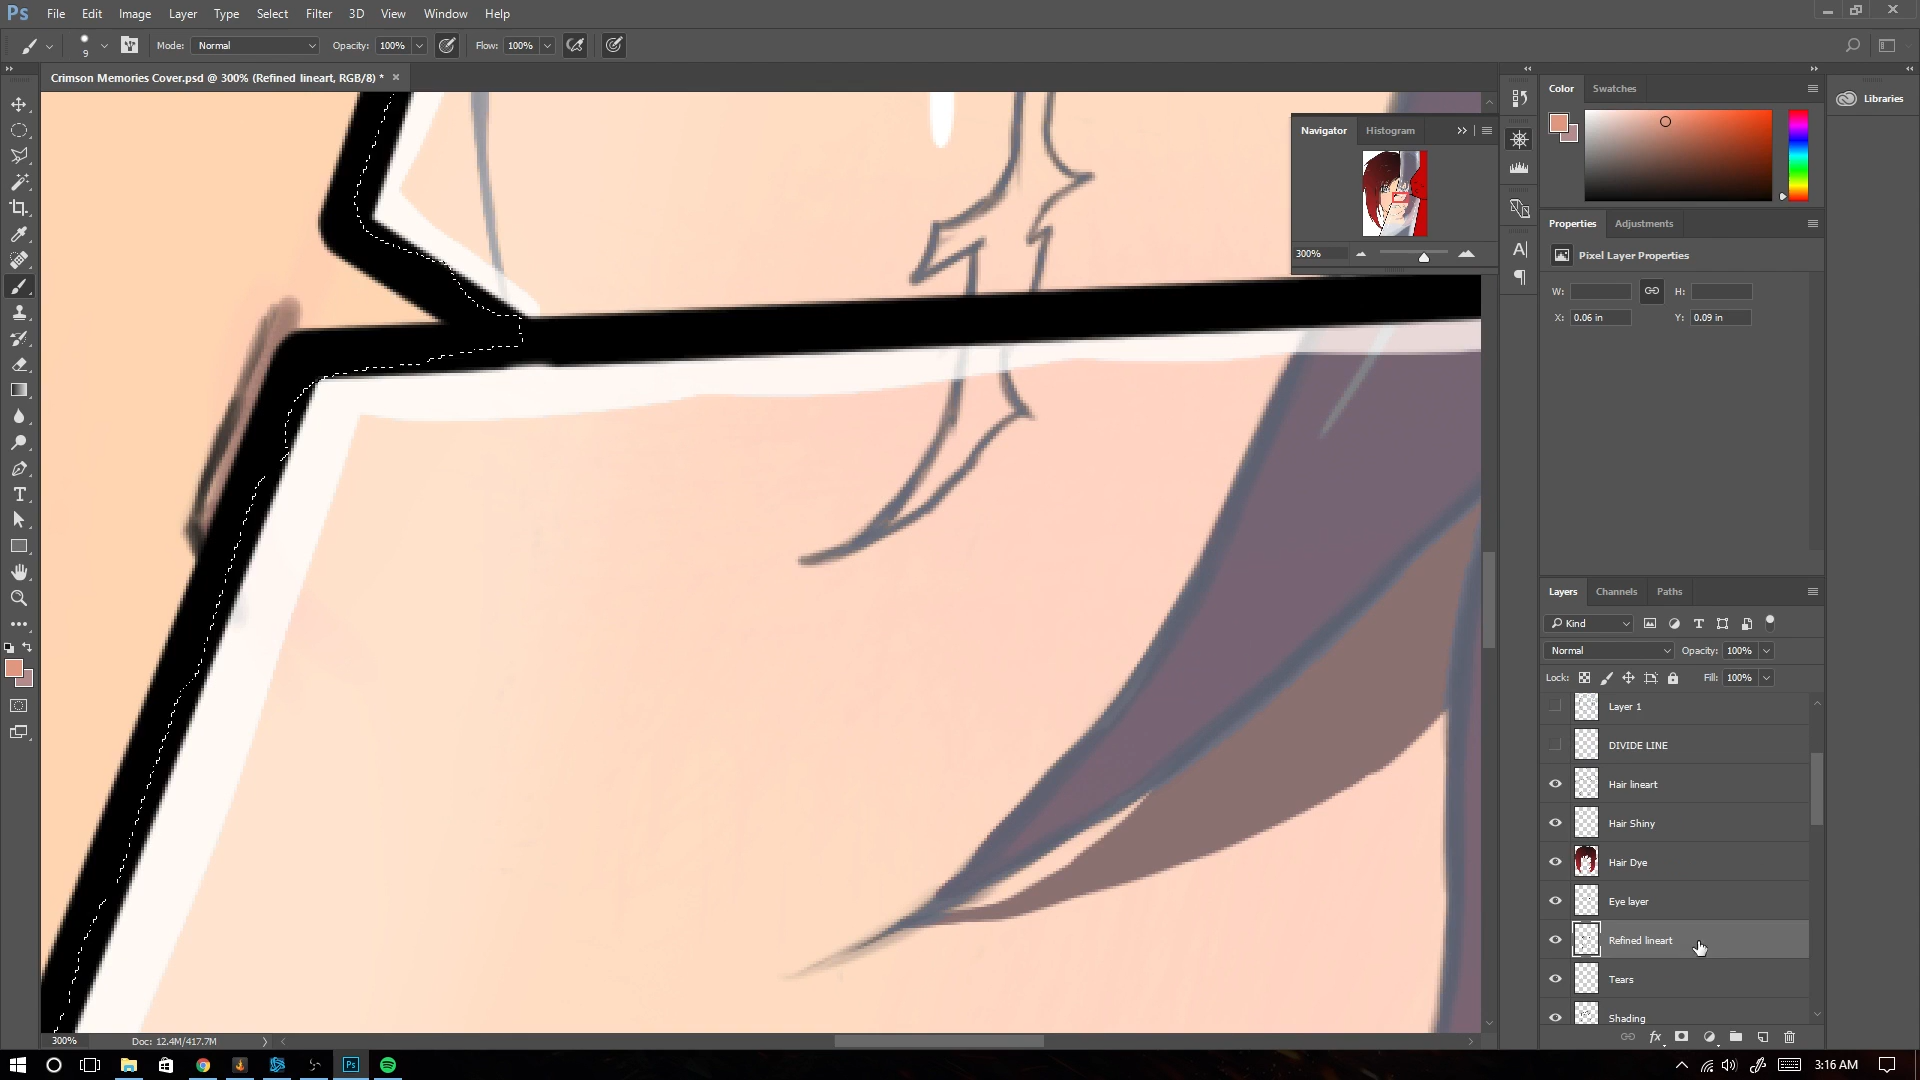 Ps File Edit Image Layer Type Select Filter 3D View Window Help
9 Mode: Normal Opacity: 100% Flow: 100%
Crimson Memories Cover.psd @ 300% (Refined lineart, RGB/8) * ×
Color Swatches
Libraries
Navigator Histogram
300%
Properties Adjustments
Pixel Layer Properties
W: H:
X: 0.06 in Y: 0.09 in
Layers Channels Paths
Kind
Normal Opacity: 100%
Lock: Fill: 100%
Layer 1
DIVIDE LINE
Hair lineart
Hair Shiny
Hair Dye
Eye layer
Refined lineart
Tears
Shading
300% Doc: 12.4M/417.7M
Ps 3:16 AM